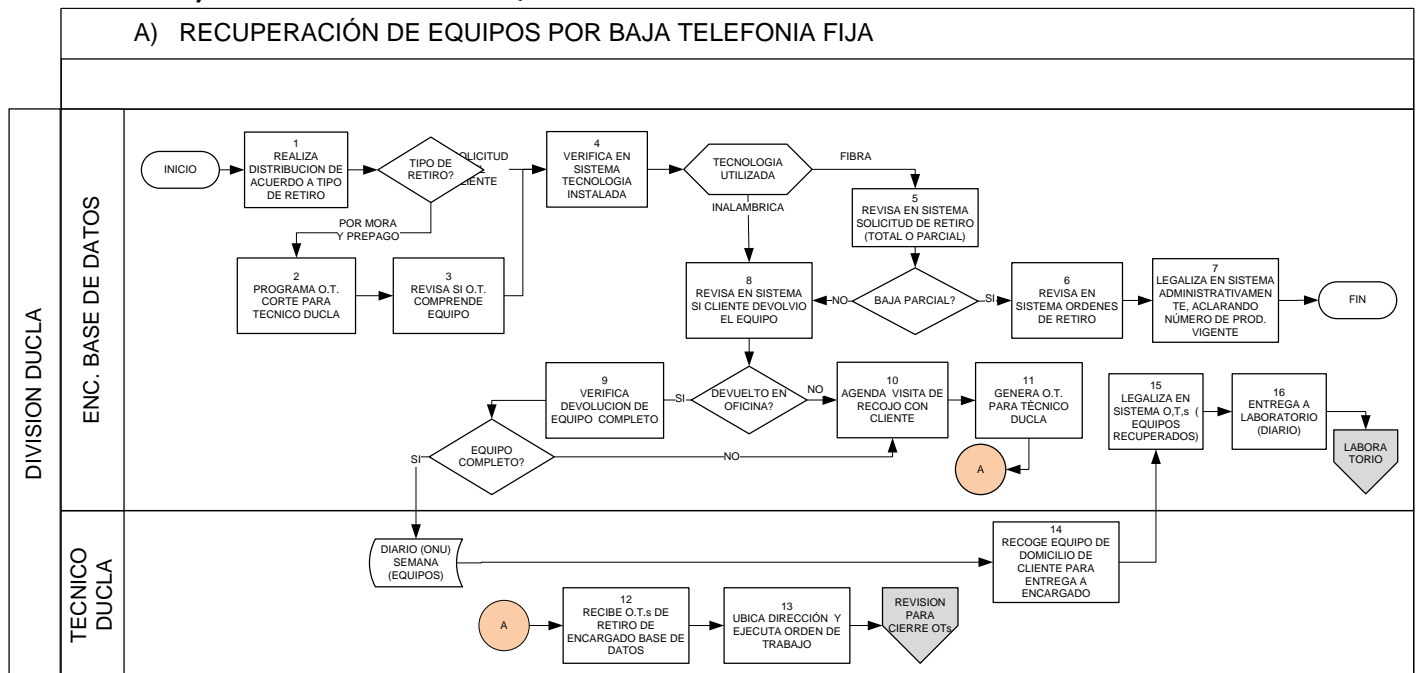 A) RECUPERACIÓN DE EQUIPOS POR BAJA TELEFONIA FIJA
DIVISION DUCLA
ENC. BASE DE DATOS
INICIO
1
REALIZA
DISTRIBUCION DE
ACUERDO A TIPO
DE RETIRO
TIPO DE
RETIRO?
OLICITUD
LIENTE
POR MORA
Y PREPAGO
2
PROGRAMA O.T.
CORTE PARA
TECNICO DUCLA
3
REVISA SI O.T.
COMPRENDE
EQUIPO
4
VERIFICA EN
SISTEMA
TECNOLOGIA
INSTALADA
TECNOLOGIA
UTILIZADA
FIBRA
INALAMBRICA
5
REVISA EN SISTEMA
SOLICITUD DE RETIRO
(TOTAL O PARCIAL)
BAJA PARCIAL?
NO
SI
6
REVISA EN
SISTEMA ORDENES
DE RETIRO
7
LEGALIZA EN SISTEMA
ADMINISTRATIVAMEN
TE, ACLARANDO
NÚMERO DE PROD.
VIGENTE
FIN
8
REVISA EN SISTEMA
SI CLIENTE DEVOLVIO
EL EQUIPO
DEVUELTO EN
OFICINA?
SI
NO
9
VERIFICA
DEVOLUCION DE
EQUIPO COMPLETO
EQUIPO
COMPLETO?
SI
NO
10
AGENDA VISITA DE
RECOJO CON
CLIENTE
11
GENERA O.T.
PARA TÈCNICO
DUCLA
A
15
LEGALIZA EN
SISTEMA O,T,s (
EQUIPOS
RECUPERADOS)
16
ENTREGA A
LABORATORIO
(DIARIO)
LABORA
TORIO
TECNICO
DUCLA
DIARIO (ONU)
SEMANA
(EQUIPOS)
14
RECOGE EQUIPO DE
DOMICILIO DE
CLIENTE PARA
ENTREGA A
ENCARGADO
A
12
RECIBE O.T.s DE
RETIRO DE
ENCARGADO BASE DE
DATOS
13
UBICA DIRECCIÓN Y
EJECUTA ORDEN DE
TRABAJO
REVISION
PARA
CIERRE OTs